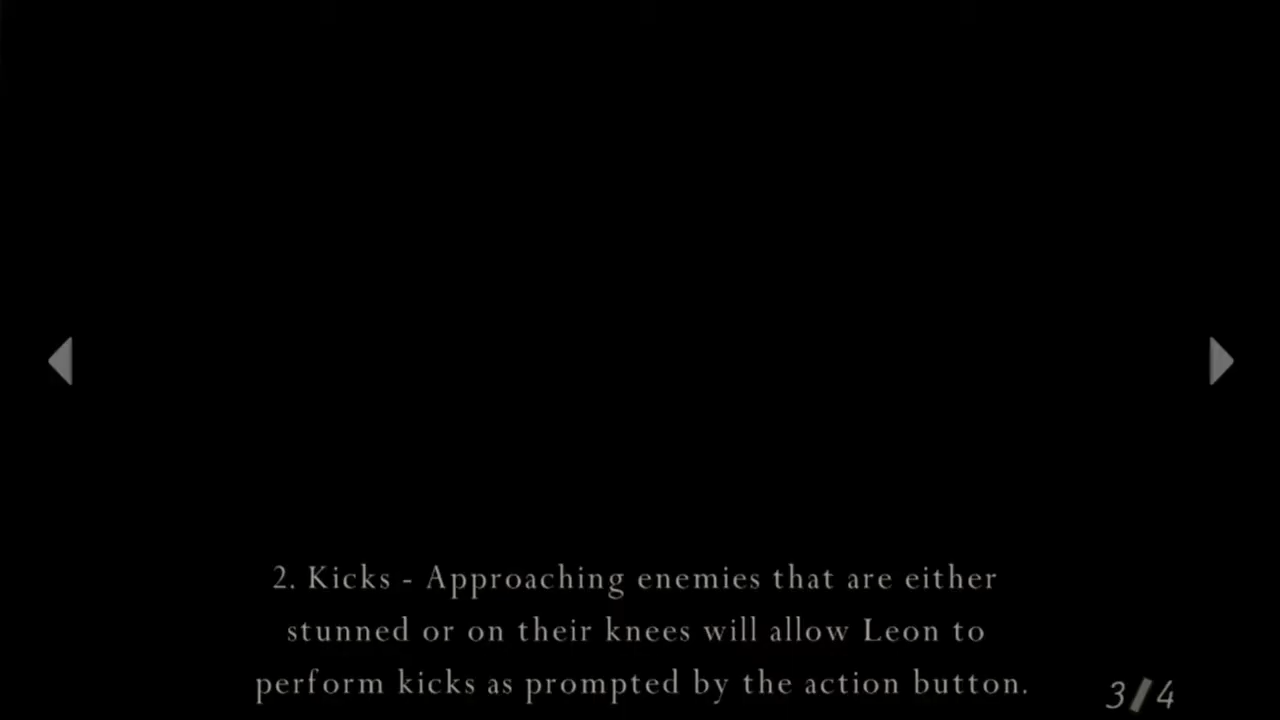 2. Kicks - Approaching enemies that are either
stunned or on their knees will allow Leon to
perform kicks as prompted by the action button.
3/4